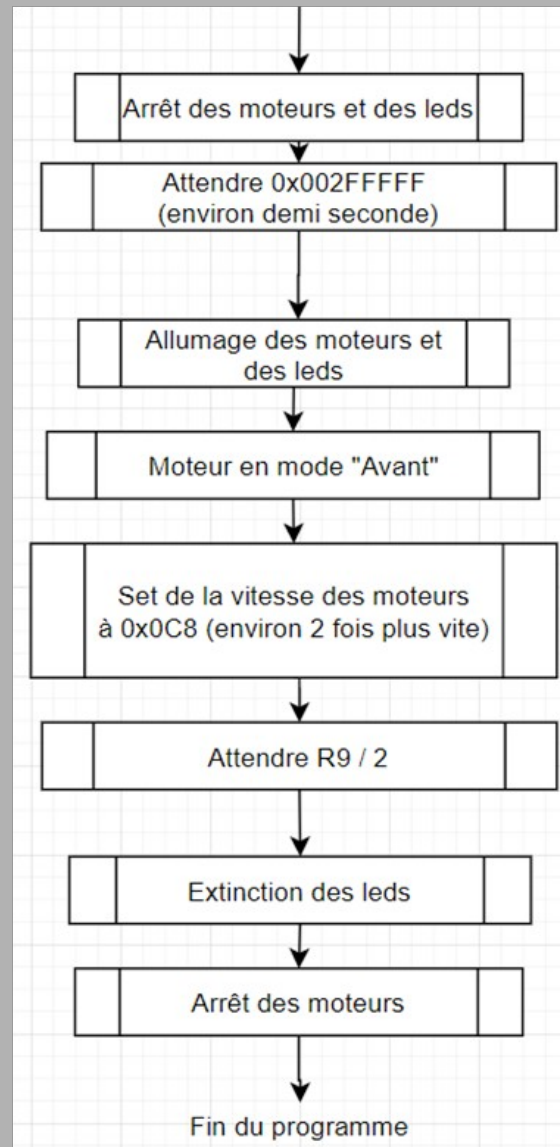 Arrêt des moteurs et des leds
Attendre 0x002FFFFF
(environ demi seconde)
Allumage des moteurs et
des leds
Moteur en mode "Avant"
Set de la vitesse des moteurs
à 0x0C8 (environ 2 fois plus vite)
Attendre R9 / 2
Extinction des leds
Arrêt des moteurs
Fin du programme